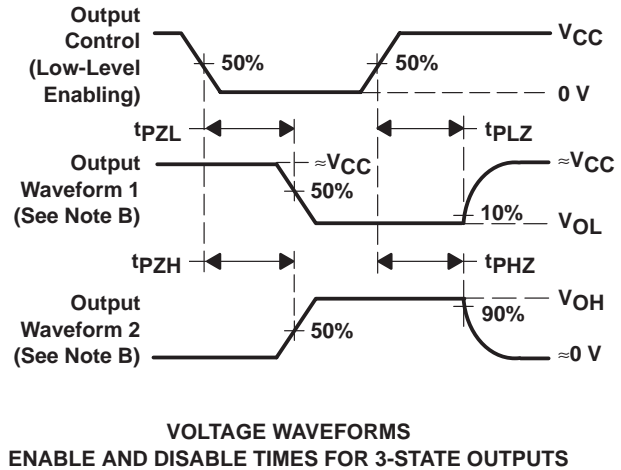 Output
Control
(Low-Level
Enabling)
50%
50%
VCC
0 V
tPZL
tPLZ
Output
Waveform 1
(See Note B)
≈VCC
50%
≈VCC
10%
VOL
tPZH
tPHZ
Output
Waveform 2
(See Note B)
50%
VOH
90%
≈0 V
VOLTAGE WAVEFORMS
ENABLE AND DISABLE TIMES FOR 3-STATE OUTPUTS